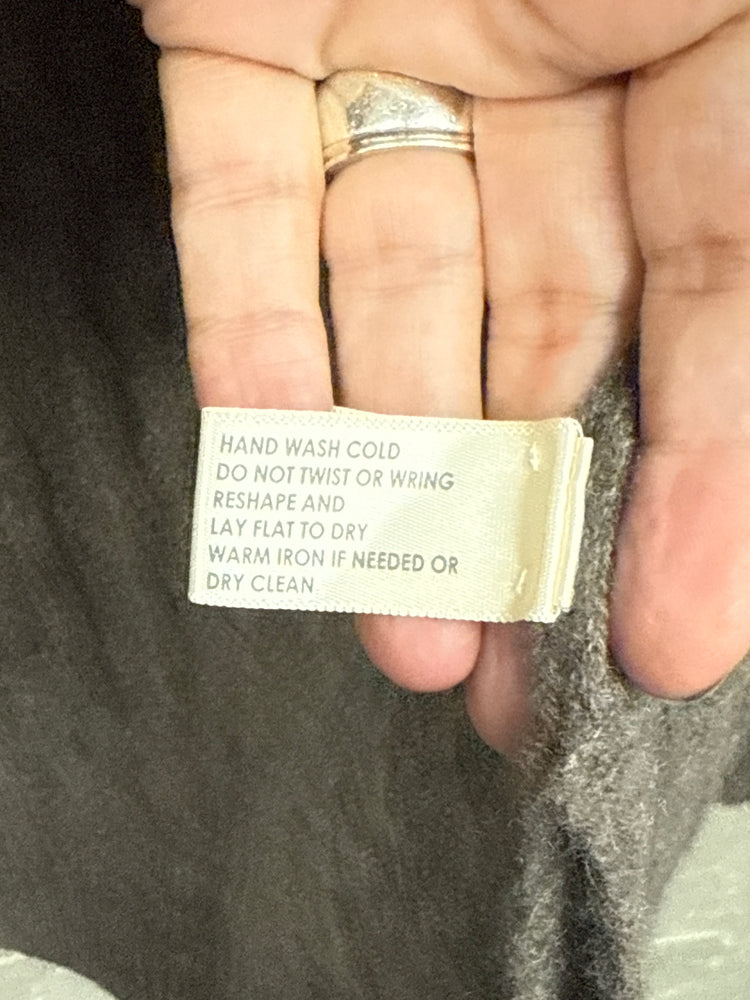 HAND WASH COLD
DO NOT TWIST OR WRING
RESHAPE AND
LAY FLAT TO DRY
WARM IRON IF NEEDED OR
DRY CLEAN